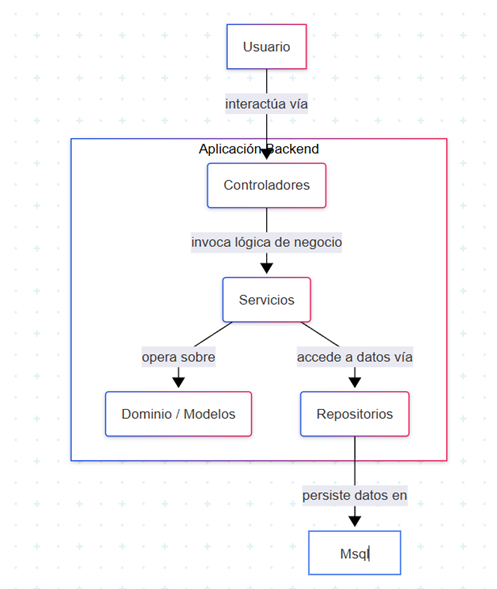 Usuario
interactúa vía
Aplicación Backend
Controladores
invoca lógica de negocio
Servicios
opera sobre
accede a datos vía
Dominio / Modelos
Repositorios
persiste datos en
Msql